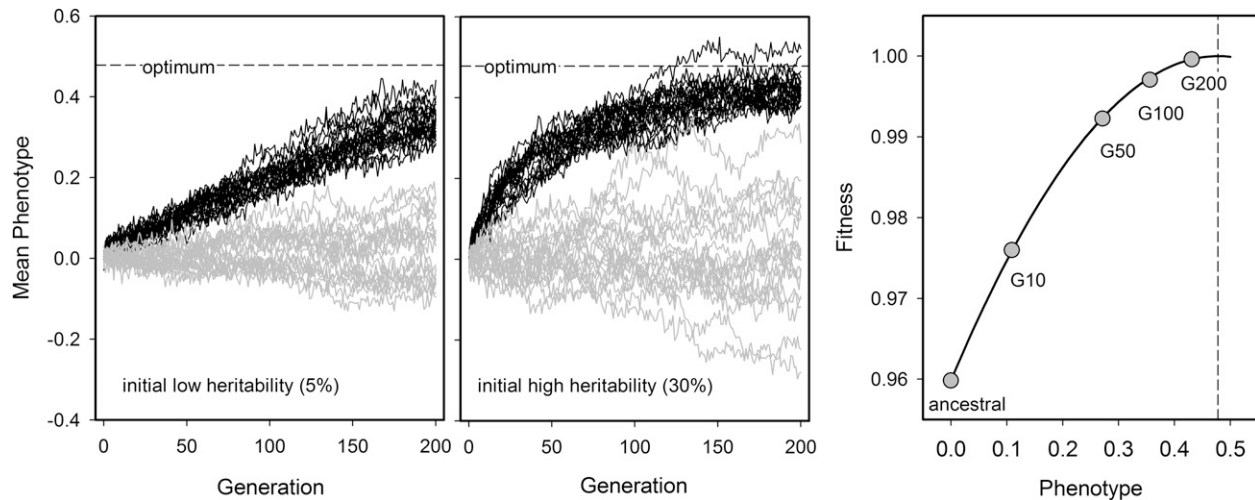 0.6
0.4
0.2
0.0
-0.2
-0.4
Mean Phenotype
optimum
initial low heritability (5%)
0 50 100 150 200
Generation
optimum
initial high heritability (30%)
0 50 100 150 200
Generation
1.00
0.99
0.98
0.97
0.96
Fitness
G200
G100
G50
G10
ancestral
0.0 0.1 0.2 0.3 0.4 0.5
Phenotype